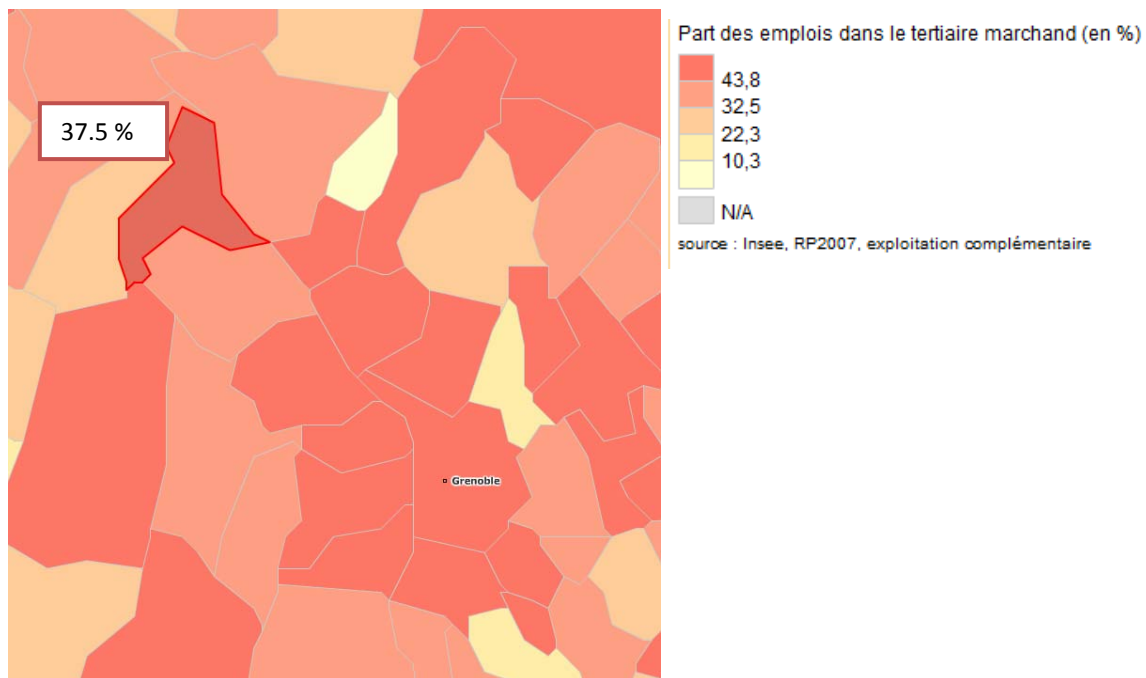 37.5 %
Grenoble
Part des emplois dans le tertiaire marchand (en %)
43,8
32,5
22,3
10,3
N/A
source : Insee, RP2007, exploitation complémentaire